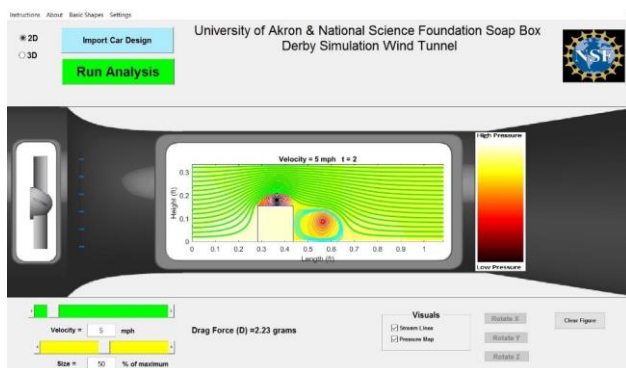 Instructions About Basic Shapes Settings
2D
3D
Import Car Design
Run Analysis
University of Akron & National Science Foundation Soap Box
Derby Simulation Wind Tunnel
NSF
High Pressure
Low Pressure
Velocity = 5 mph t = 2
Height (ft)
0.3
0.2
0.1
0
0 0.1 0.2 0.3 0.4 0.5 0.6 0.7 0.8 0.9 1
Length (ft)
Velocity = 5 mph
Size = 50 % of maximum
Drag Force (D) =2.23 grams
Visuals
Stream Lines
Pressure Map
Rotate X
Rotate Y
Rotate Z
Clear Figure